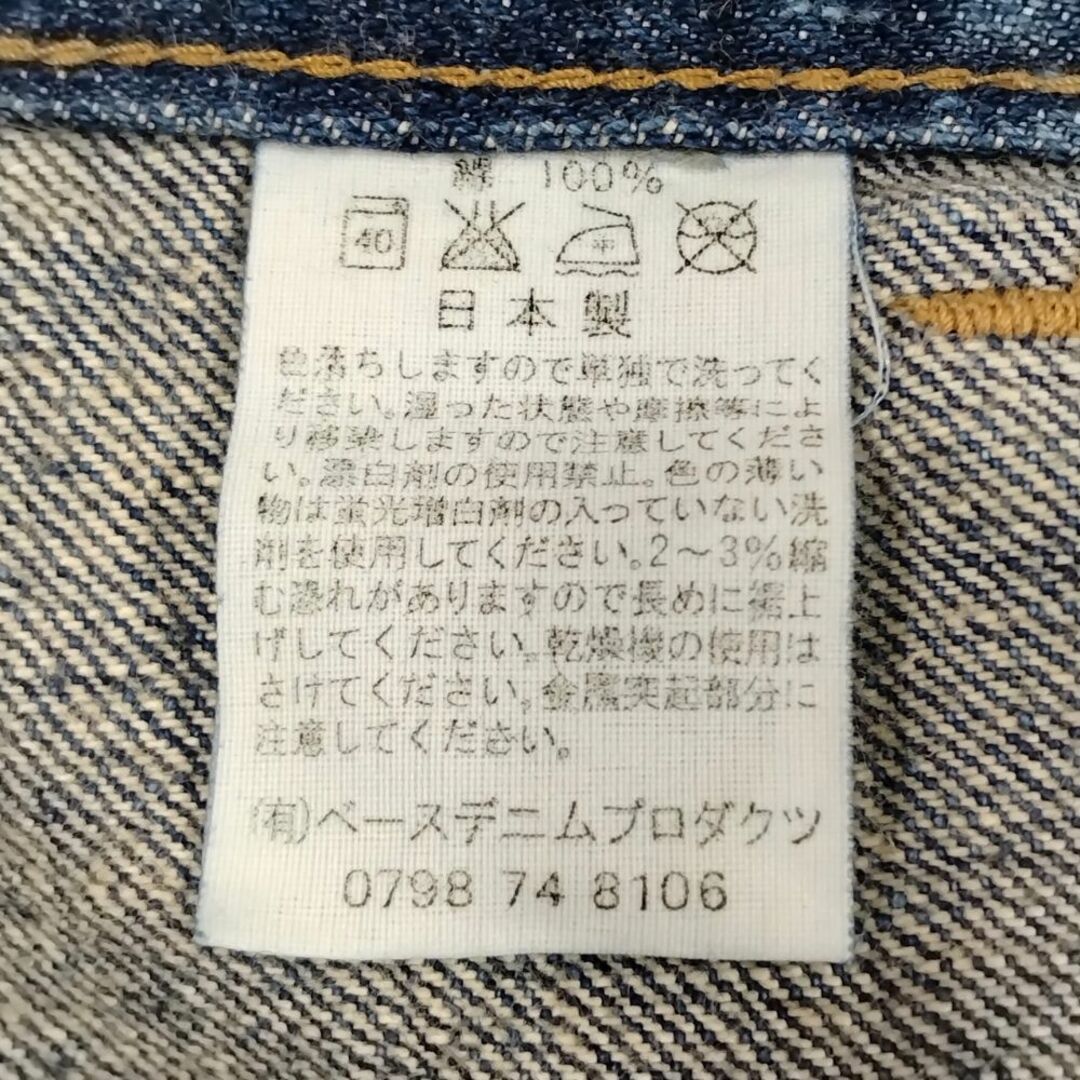 綿 100%
40 中
日本製
色落ちしますので単独で洗ってく
ださい。湿った状態や摩擦等によ
り移染しますので注意してくださ
い。漂白剤の使用禁止。色の薄い
物は蛍光増白剤の入っていない洗
剤を使用してください。2～3%縮
む恐れがありますので長めに裾上
げしてください。乾燥機の使用は
さけてください。金属突起部分に
注意してください。
(有)ベースデニムプロダクツ
0798 74 8106